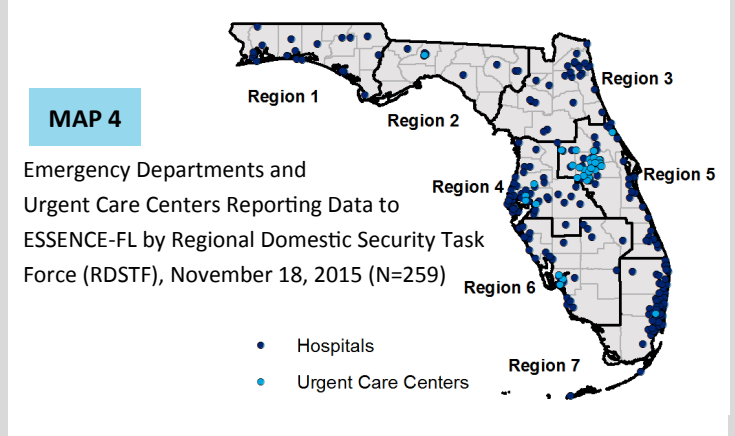 MAP 4
Emergency Departments and
Urgent Care Centers Reporting Data to
ESSENCE-FL by Regional Domestic Security Task
Force (RDSTF), November 18, 2015 (N=259)
Region 1
Region 2
Region 3
Region 4
Region 5
Region 6
Region 7
Hospitals
Urgent Care Centers